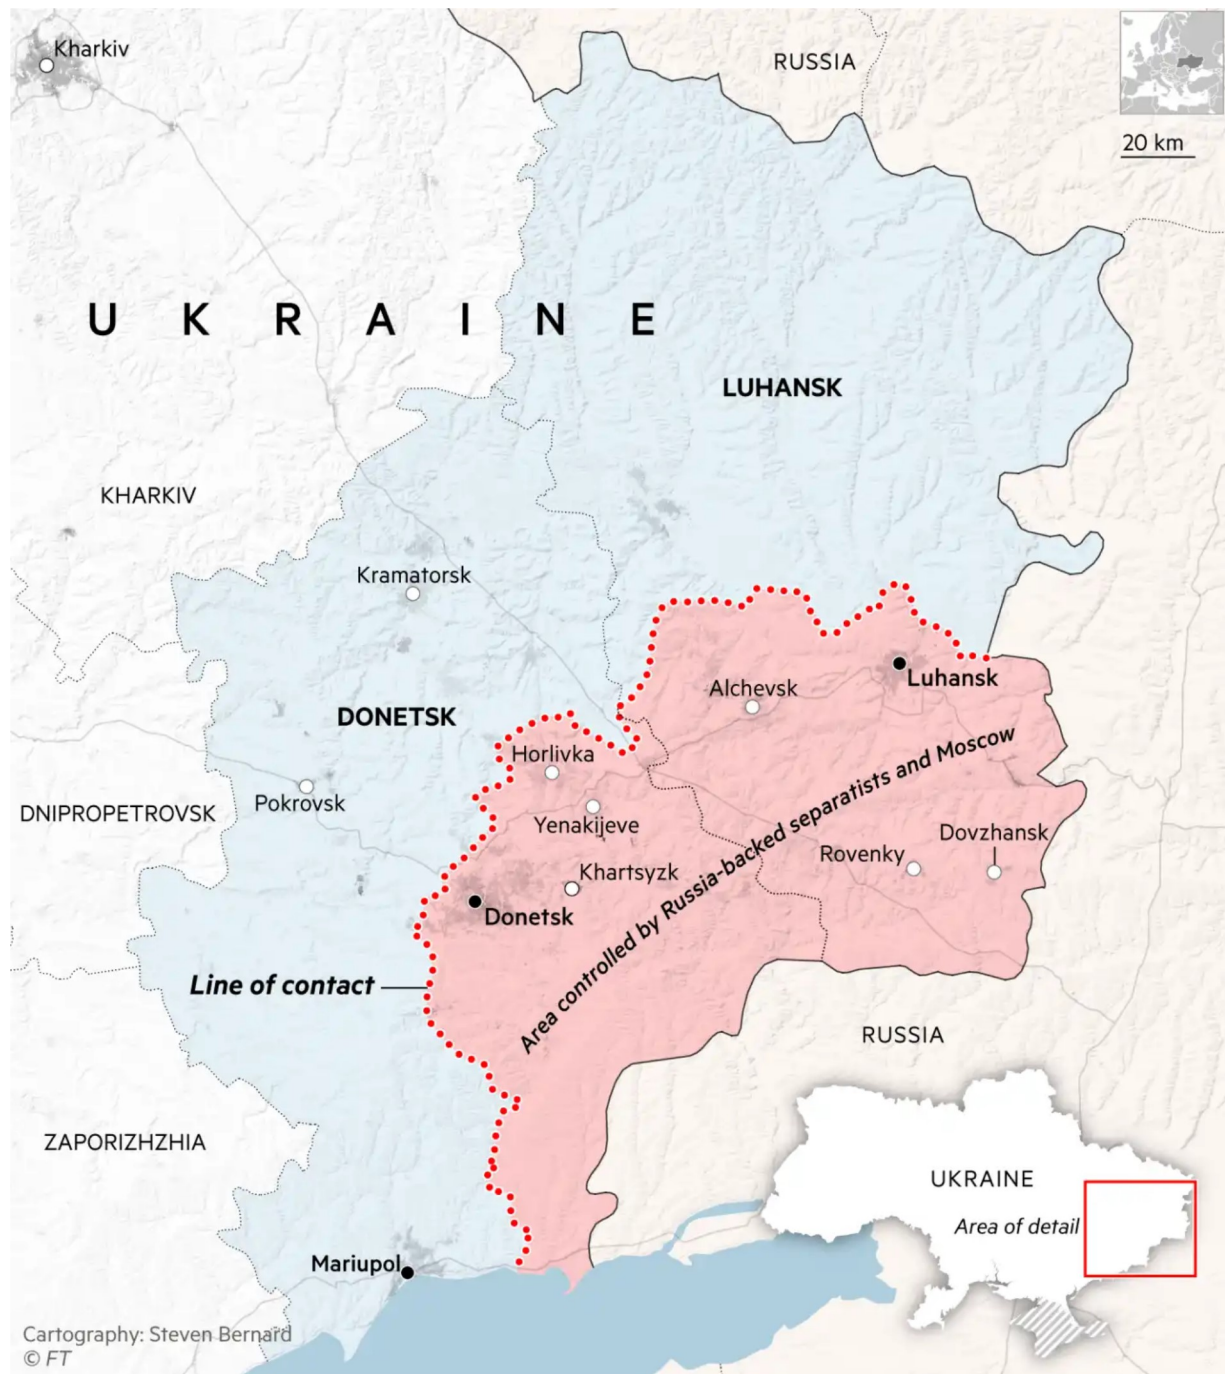 Kharkiv
RUSSIA
20 km
UKRAINE
LUHANSK
KHARKIV
Kramatorsk
Luhansk
Alchevsk
DONETSK
Horlivka
Pokrovsk
DNIPROPETROVSK
Yenakijeve
Area controlled by Russia-backed separatists and Moscow
Dovzhansk
Rovenky
Khartsyzk
Donetsk
Line of contact
RUSSIA
ZAPORIZHZHIA
UKRAINE
Area of detail
Mariupol
Cartography: Steven Bernard
© FT